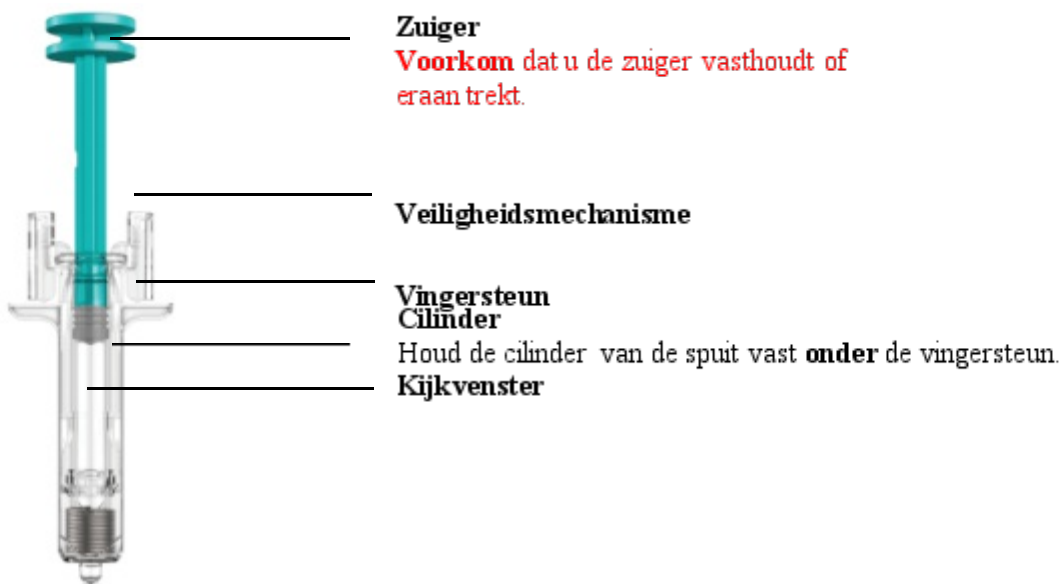 Zuiger
Voorkom dat u de zuiger vasthoudt of
eraan trekt.
Veiligheidsmechanisme
Vingersteun
Cilinder
Houd de cilinder van de spuit vast onder de vingersteun.
Kijkvenster